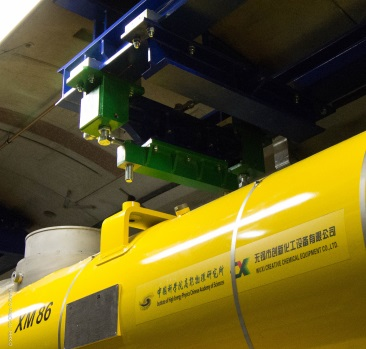 XM 86
中国科学院高能物理研究所
Institute of High Energy Physics Chinese Academy of Sciences
无锡市创新化工设备有限公司
WUXI CREATIVE CHEMICAL EQUIPMENT CO.,LTD